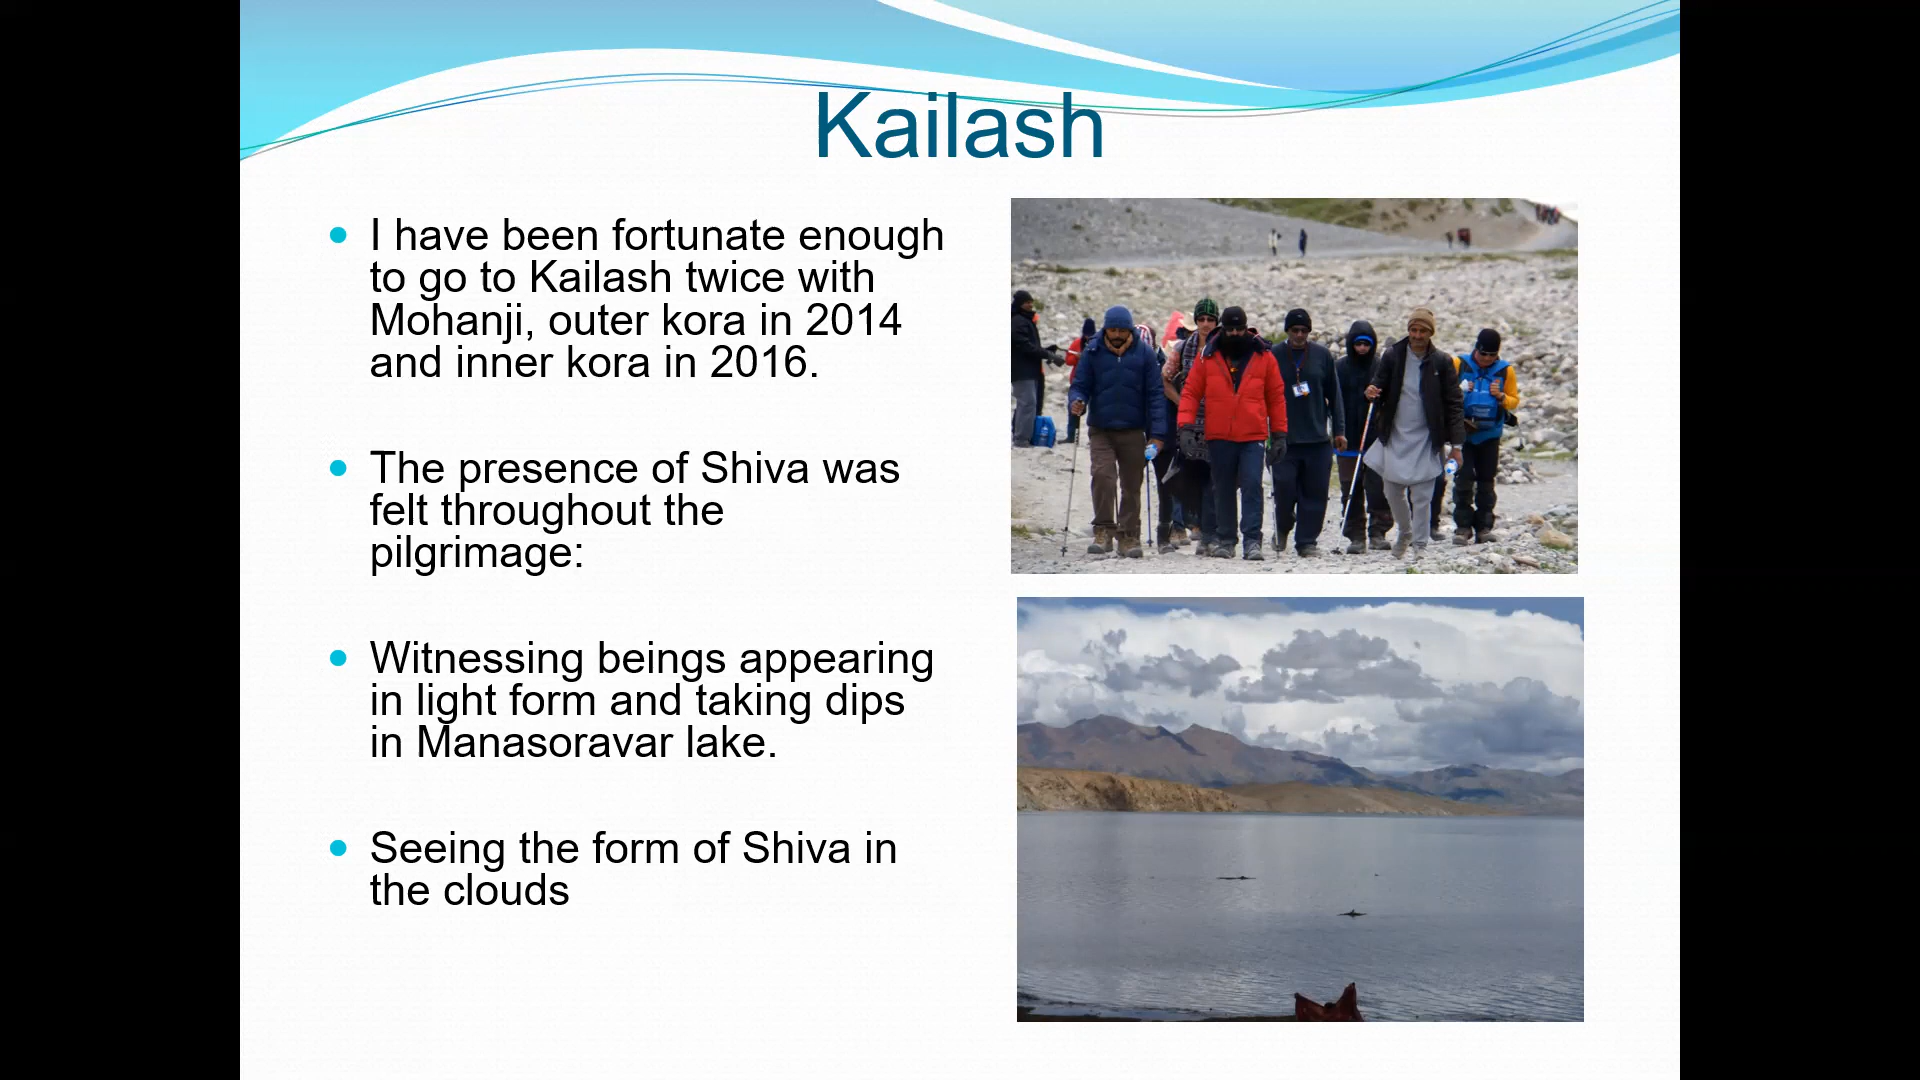 Kailash
I have been fortunate enough
to go to Kailash twice with
Mohanji, outer kora in 2014
and inner kora in 2016.
The presence of Shiva was
felt throughout the
pilgrimage:
Witnessing beings appearing
in light form and taking dips
in Manasoravar lake.
Seeing the form of Shiva in
the clouds